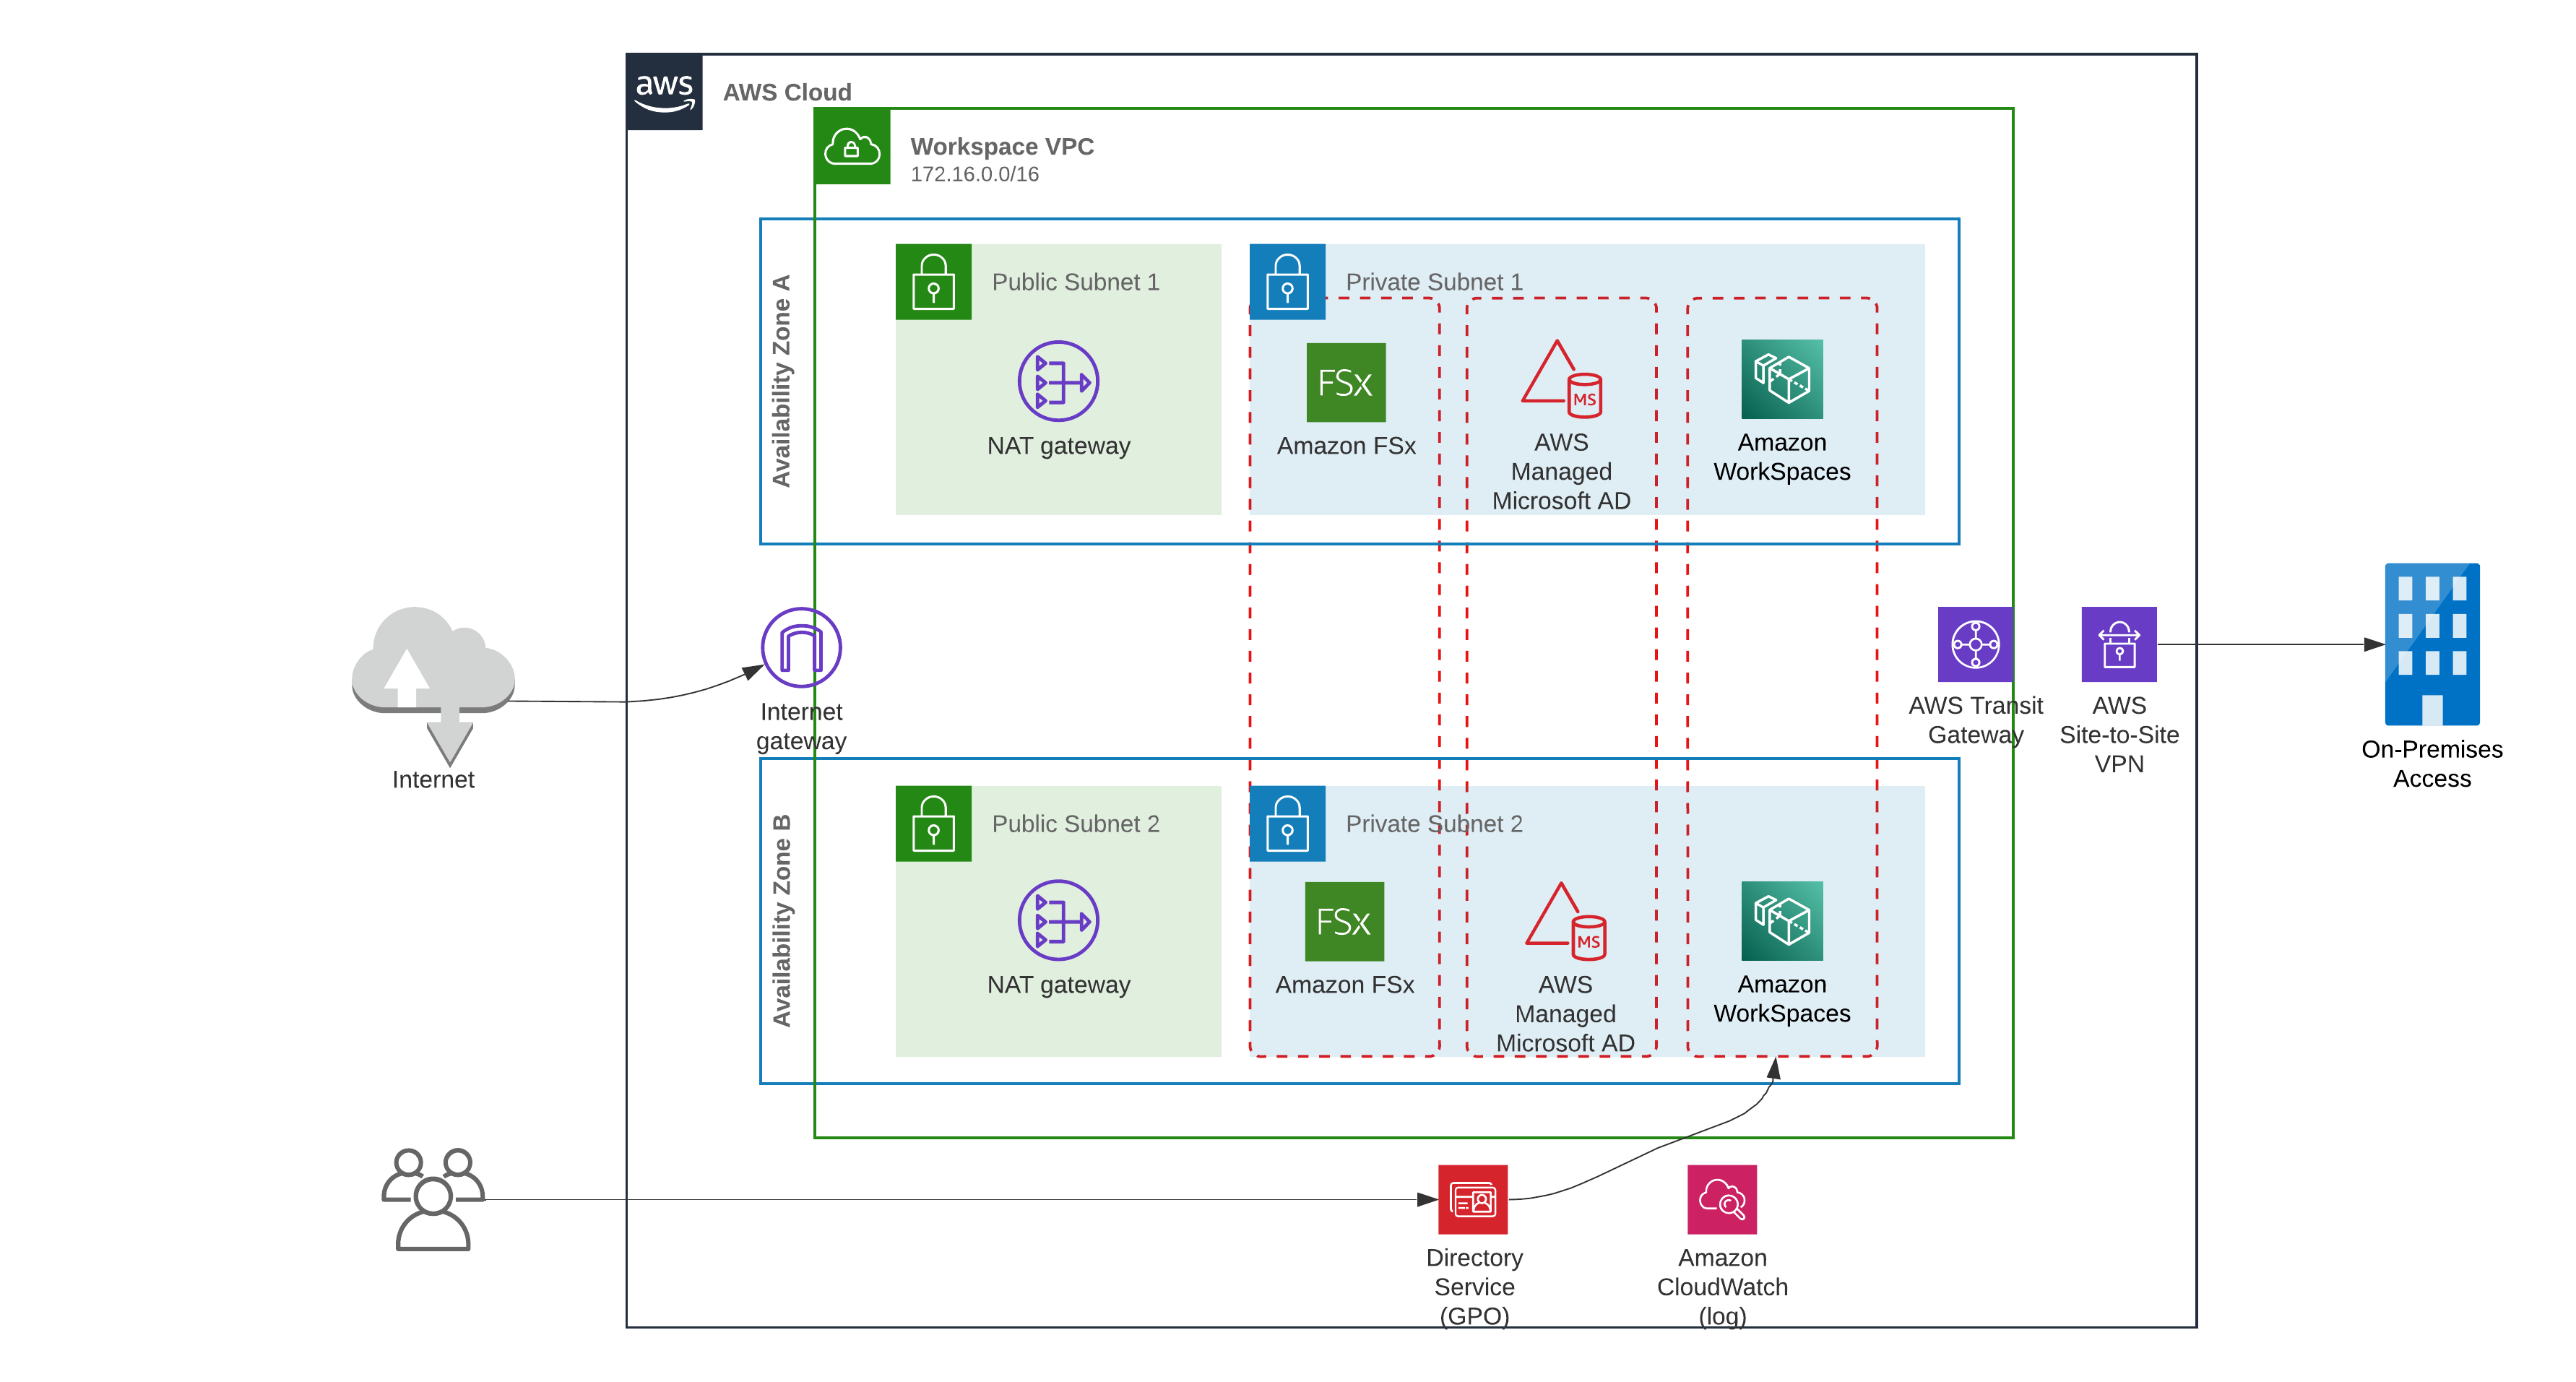 aws
AWS Cloud
Workspace VPC
172.16.0.0/16
Availability Zone A
Public Subnet 1
Private Subnet 1
FSx
MS
NAT gateway
Amazon FSx
AWS
Managed
Microsoft AD
Amazon
WorkSpaces
Internet
Internet
gateway
AWS Transit
Gateway
AWS
Site-to-Site
VPN
On-Premises
Access
Availability Zone B
Public Subnet 2
Private Subnet 2
FSx
MS
NAT gateway
Amazon FSx
AWS
Managed
Microsoft AD
Amazon
WorkSpaces
Directory
Service
(GPO)
Amazon
CloudWatch
(log)